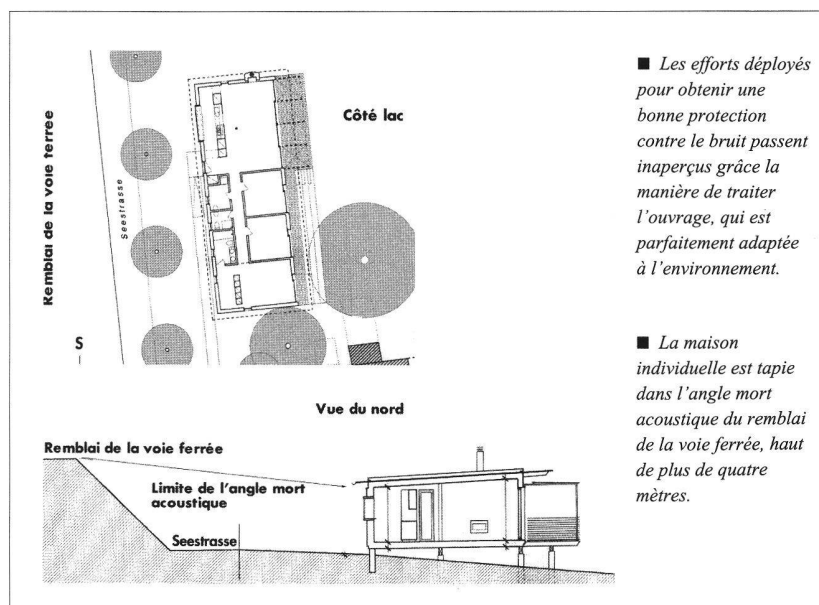 Remblai de la voie terree
Seestrasse
Côté lac
S
■ Les efforts déployés
pour obtenir une
bonne protection
contre le bruit passent
inaperçus grâce la
manière de traiter
l'ouvrage, qui est
parfaitement adaptée
à l'environnement.
■ La maison
individuelle est tapie
dans l'angle mort
acoustique du remblai
de la voie ferrée, haut
de plus de quatre
mètres.
Vue du nord
Remblai de la voie ferrée
Limite de l'angle mort
acoustique
Seestrasse